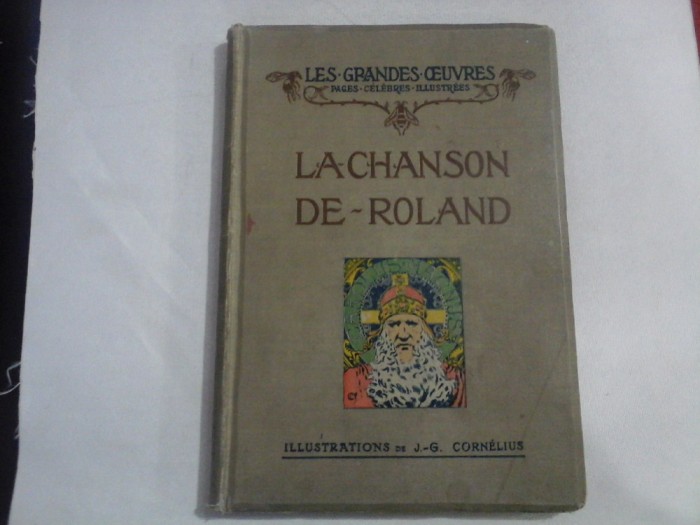 LES·GRANDES·ŒUVRES
PAGES·CÉLÈBRES·ILLUSTRÉES
LA·CHANSON
DE~ROLAND
ILLUSTRATIONS DE J.-G. CORNÉLIUS